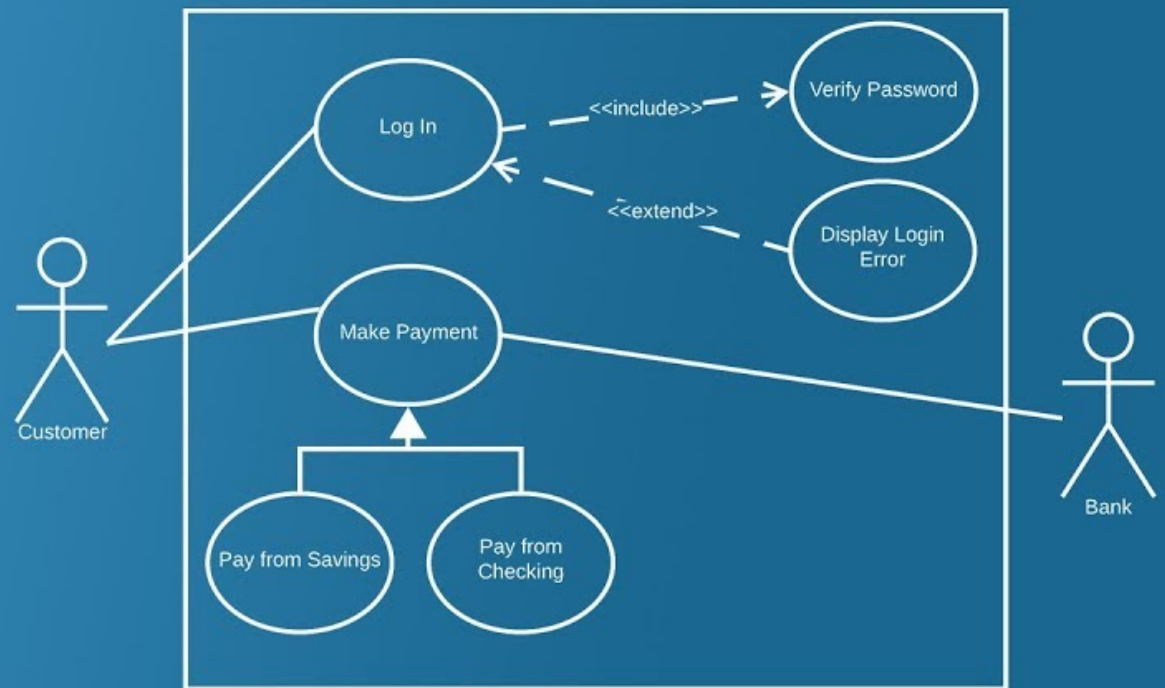 Log In
<<include>>
Verify Password
<<extend>>
Display Login
Error
Make Payment
Customer
Bank
Pay from Savings
Pay from
Checking